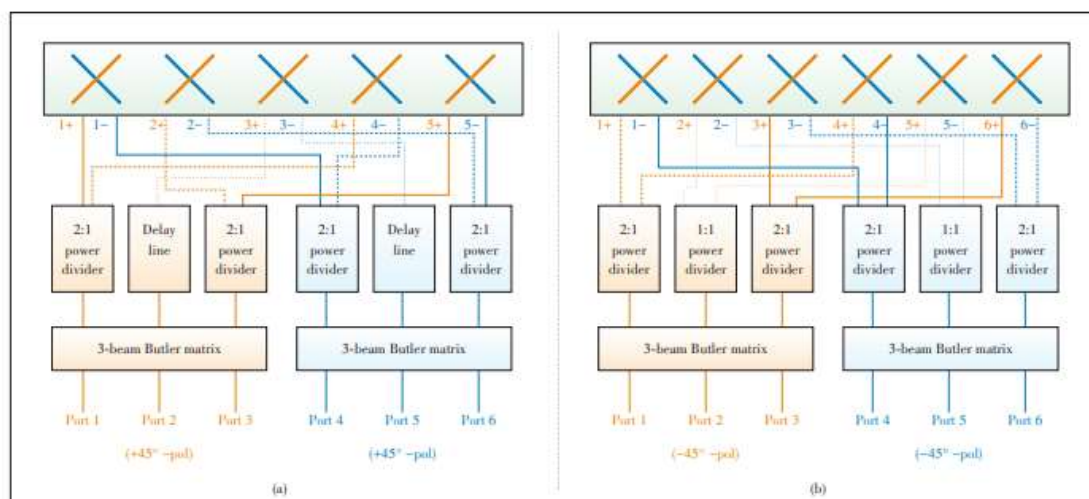 1+ 1− 2+ 2− 3+ 3− 4+ 4− 5+ 5−
2:1 power divider
Delay line
2:1 power divider
2:1 power divider
Delay line
2:1 power divider
3-beam Butler matrix
3-beam Butler matrix
Port 1 Port 2 Port 3 Port 4 Port 5 Port 6
(+45° −pol) (+45° −pol)
(a)
1+ 1− 2+ 2− 3+ 3− 4+ 4− 5+ 5− 6+ 6−
2:1 power divider
1:1 power divider
2:1 power divider
2:1 power divider
1:1 power divider
2:1 power divider
3-beam Butler matrix
3-beam Butler matrix
Port 1 Port 2 Port 3 Port 4 Port 5 Port 6
(−45° −pol) (−45° −pol)
(b)